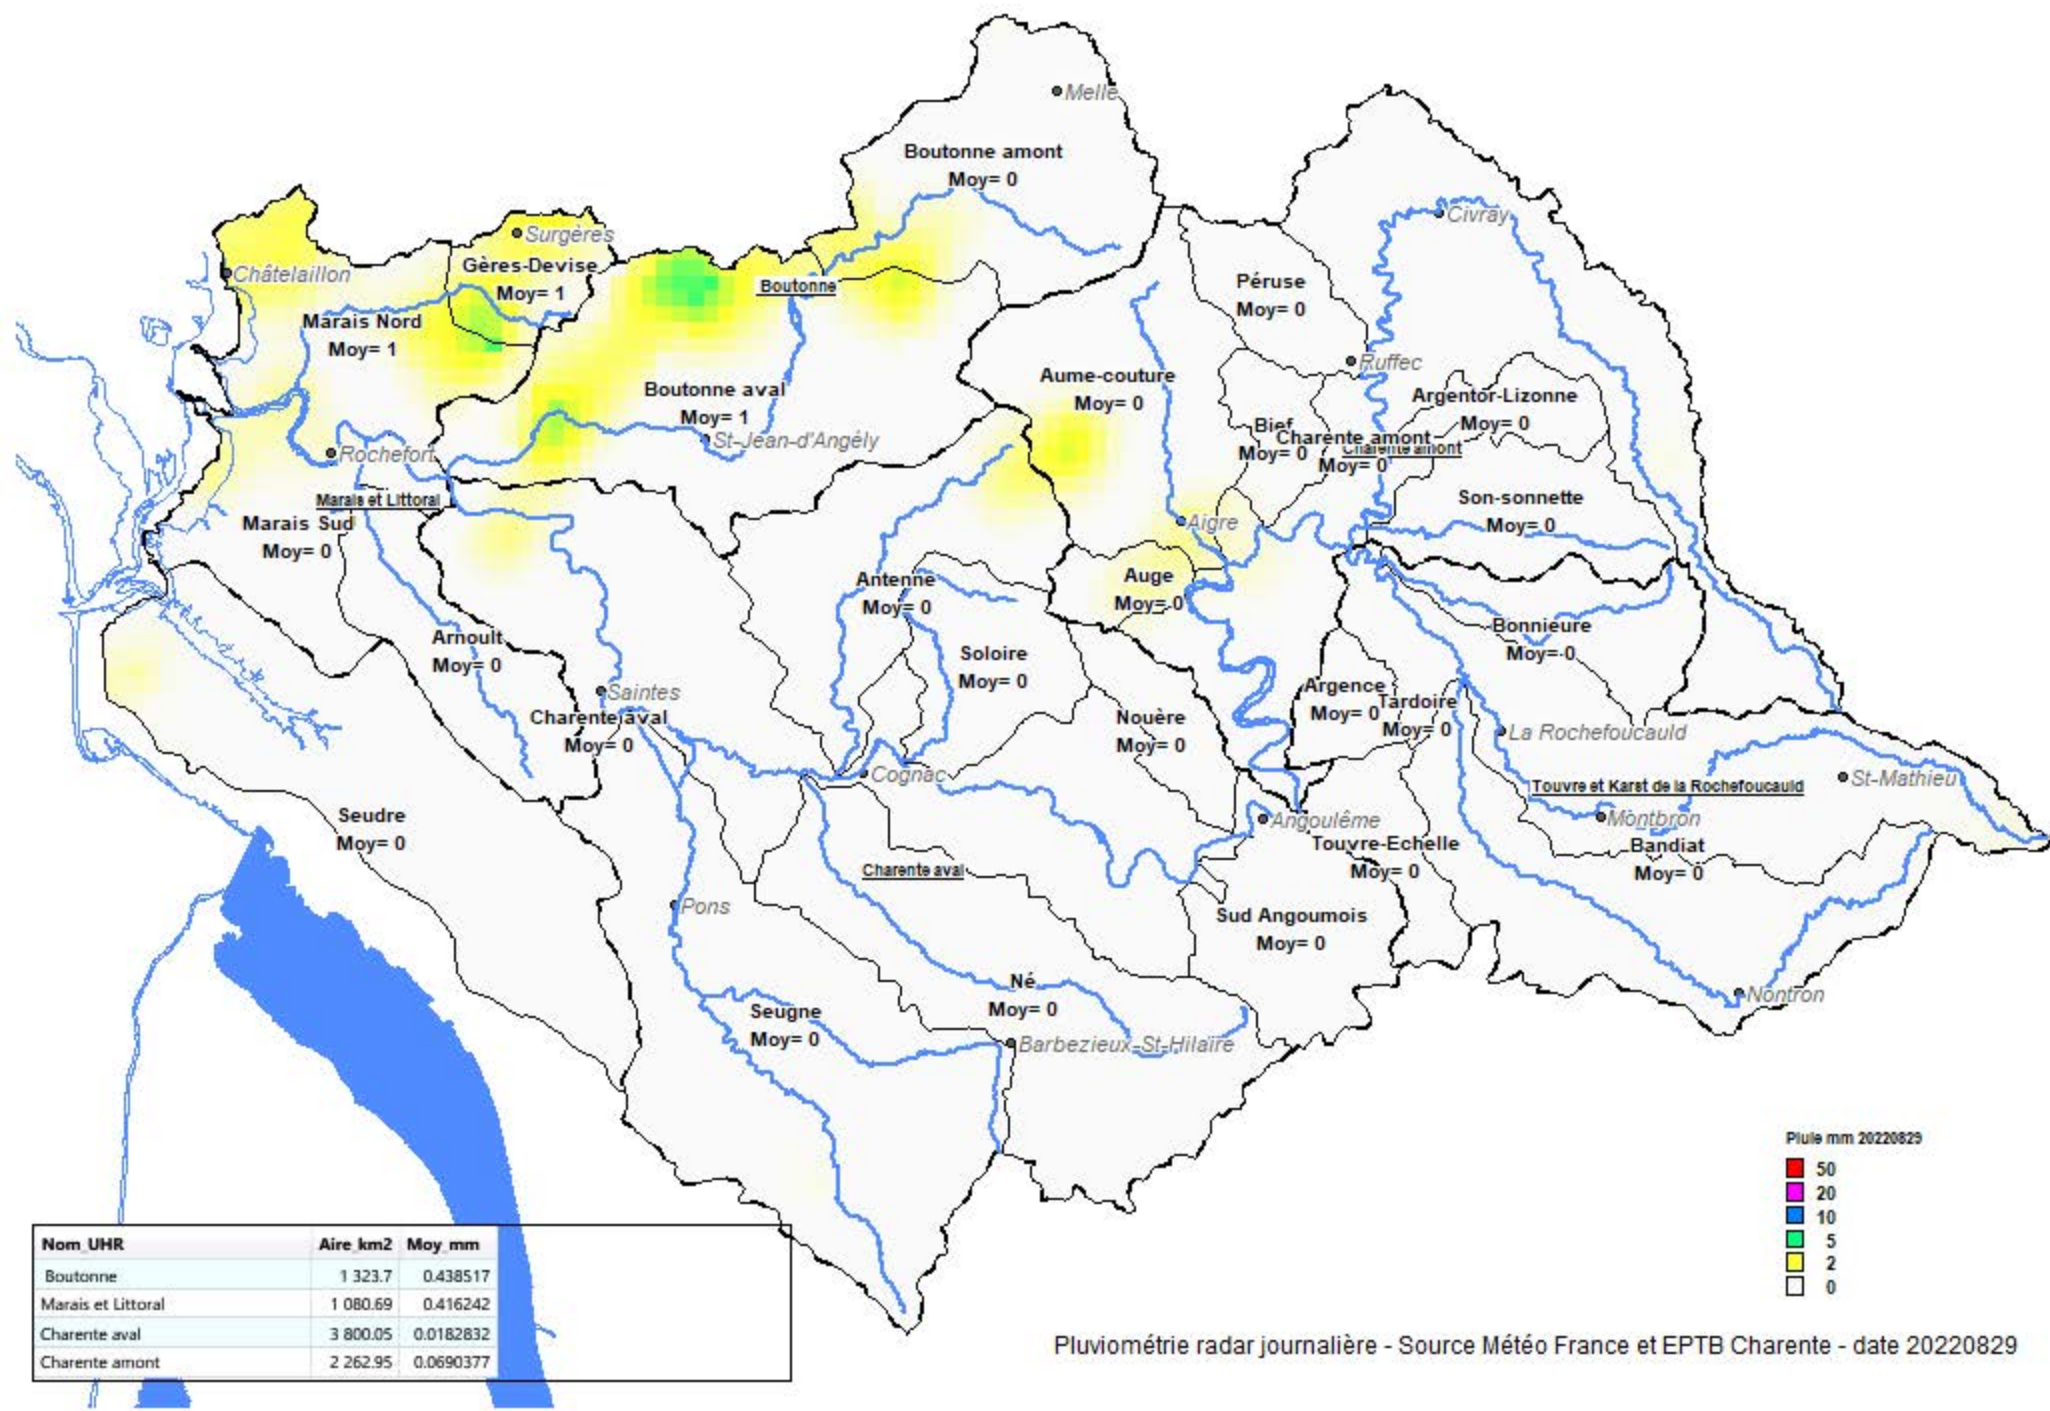 Melle
Boutonne amont
Moy= 0
Civray
Surgères
Châtelaillon
Gères-Devise
Moy= 1
Boutonne
Péruse
Moy= 0
Marais Nord
Moy= 1
Ruffec
Aume-couture
Moy= 0
Boutonne aval
Moy= 1
Argentor-Lizonne
Moy= 0
St-Jean-d'Angély
Bief
Moy= 0
Charente amont
Moy= 0
Charente amont
Rochefort
Marais et Littoral
Son-sonnette
Moy= 0
Marais Sud
Moy= 0
Aigre
Antenne
Moy= 0
Auge
Moy= 0
Arnoult
Moy= 0
Soloire
Moy= 0
Bonnieure
Moy= 0
Saintes
Charente aval
Moy= 0
Nouère
Moy= 0
Argence
Moy= 0
Tardoire
Moy= 0
La Rochefoucauld
Cognac
Touvre et Karst de la Rochefoucauld
St-Mathieu
Seudre
Moy= 0
Angoulême
Montbron
Touvre-Echelle
Moy= 0
Bandiat
Moy= 0
Charente aval
Pons
Sud Angoumois
Moy= 0
Né
Moy= 0
Nontron
Seugne
Moy= 0
Barbezieux-St-Hilaire
Pluie mm 20220829
50
20
10
5
2
0
Nom_UHR Aire_km2 Moy_mm
Boutonne 1 323.7 0.438517
Marais et Littoral 1 080.69 0.416242
Charente aval 3 800.05 0.0182832
Charente amont 2 262.95 0.0690377
Pluviométrie radar journalière - Source Météo France et EPTB Charente - date 20220829